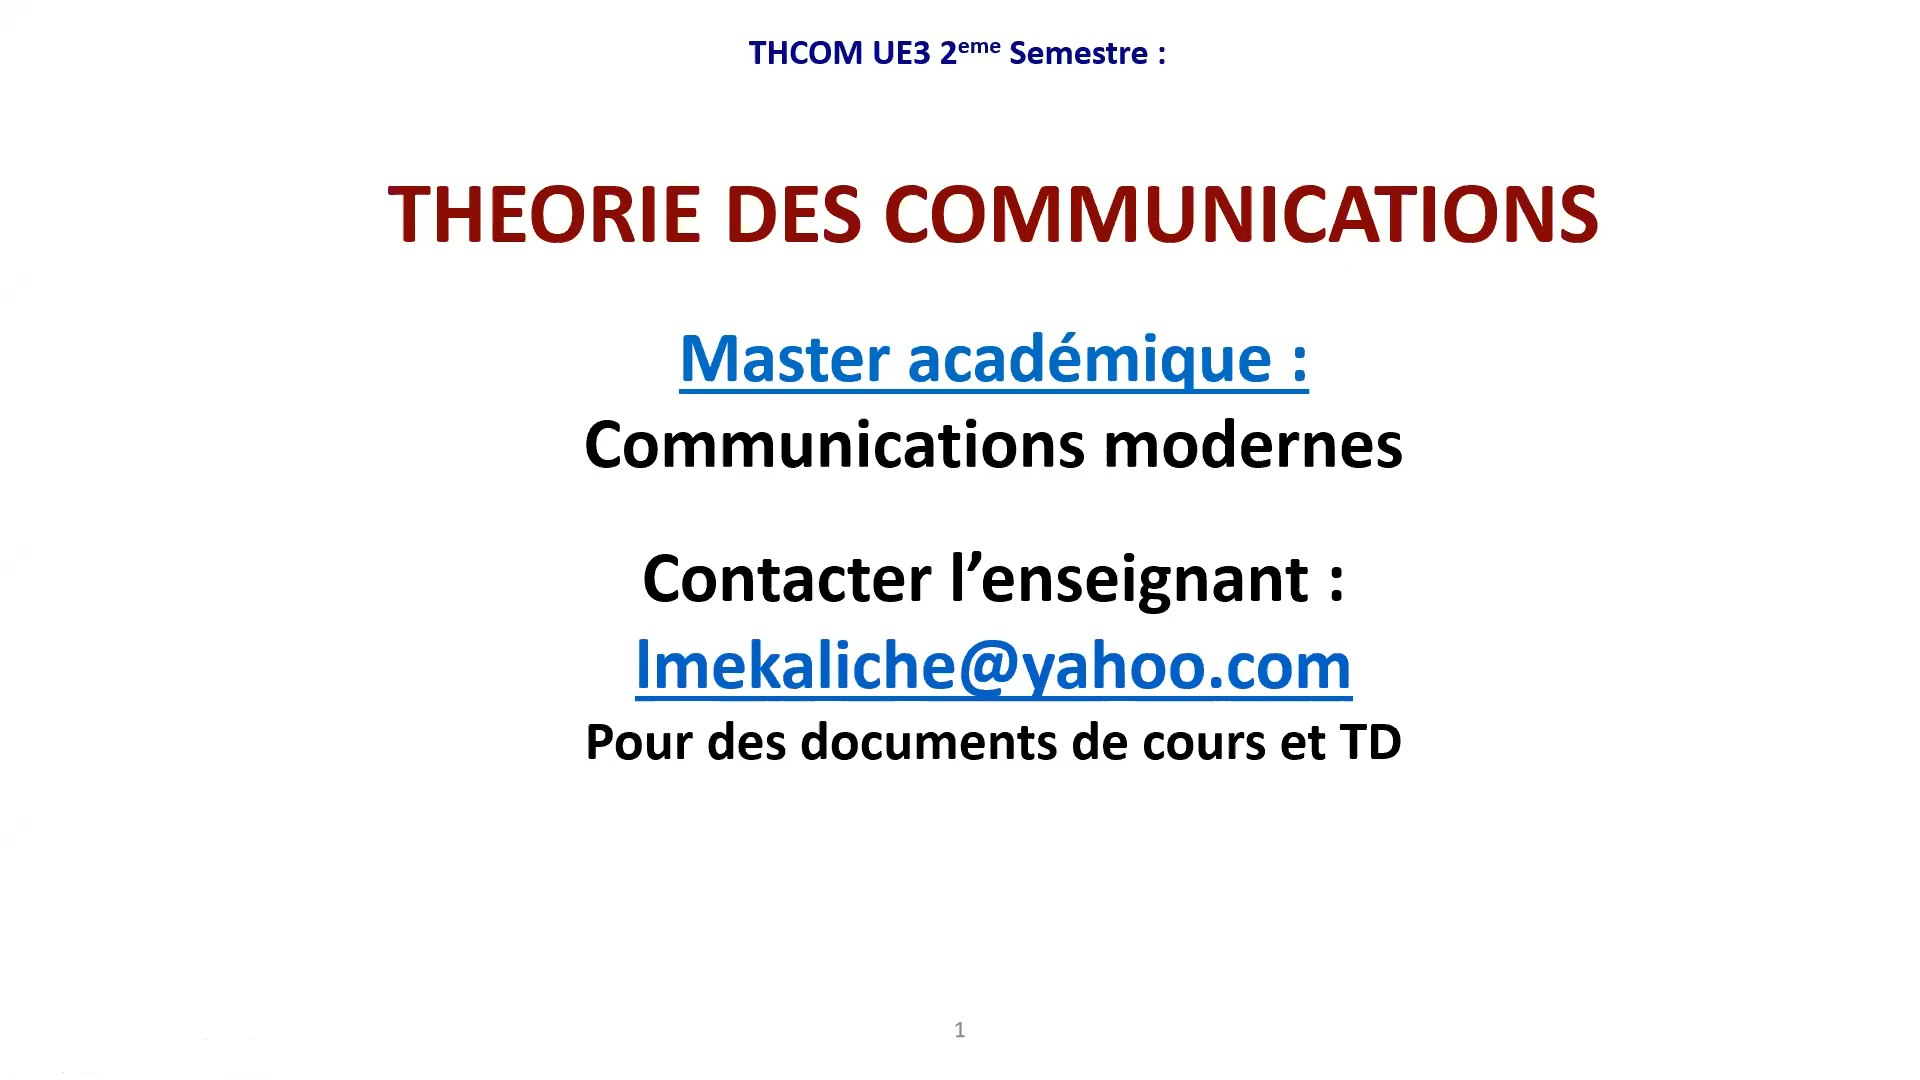 THCOM UE3 2eme Semestre :
THEORIE DES COMMUNICATIONS
Master académique :
Communications modernes
Contacter l’enseignant :
lmekaliche@yahoo.com
Pour des documents de cours et TD
1